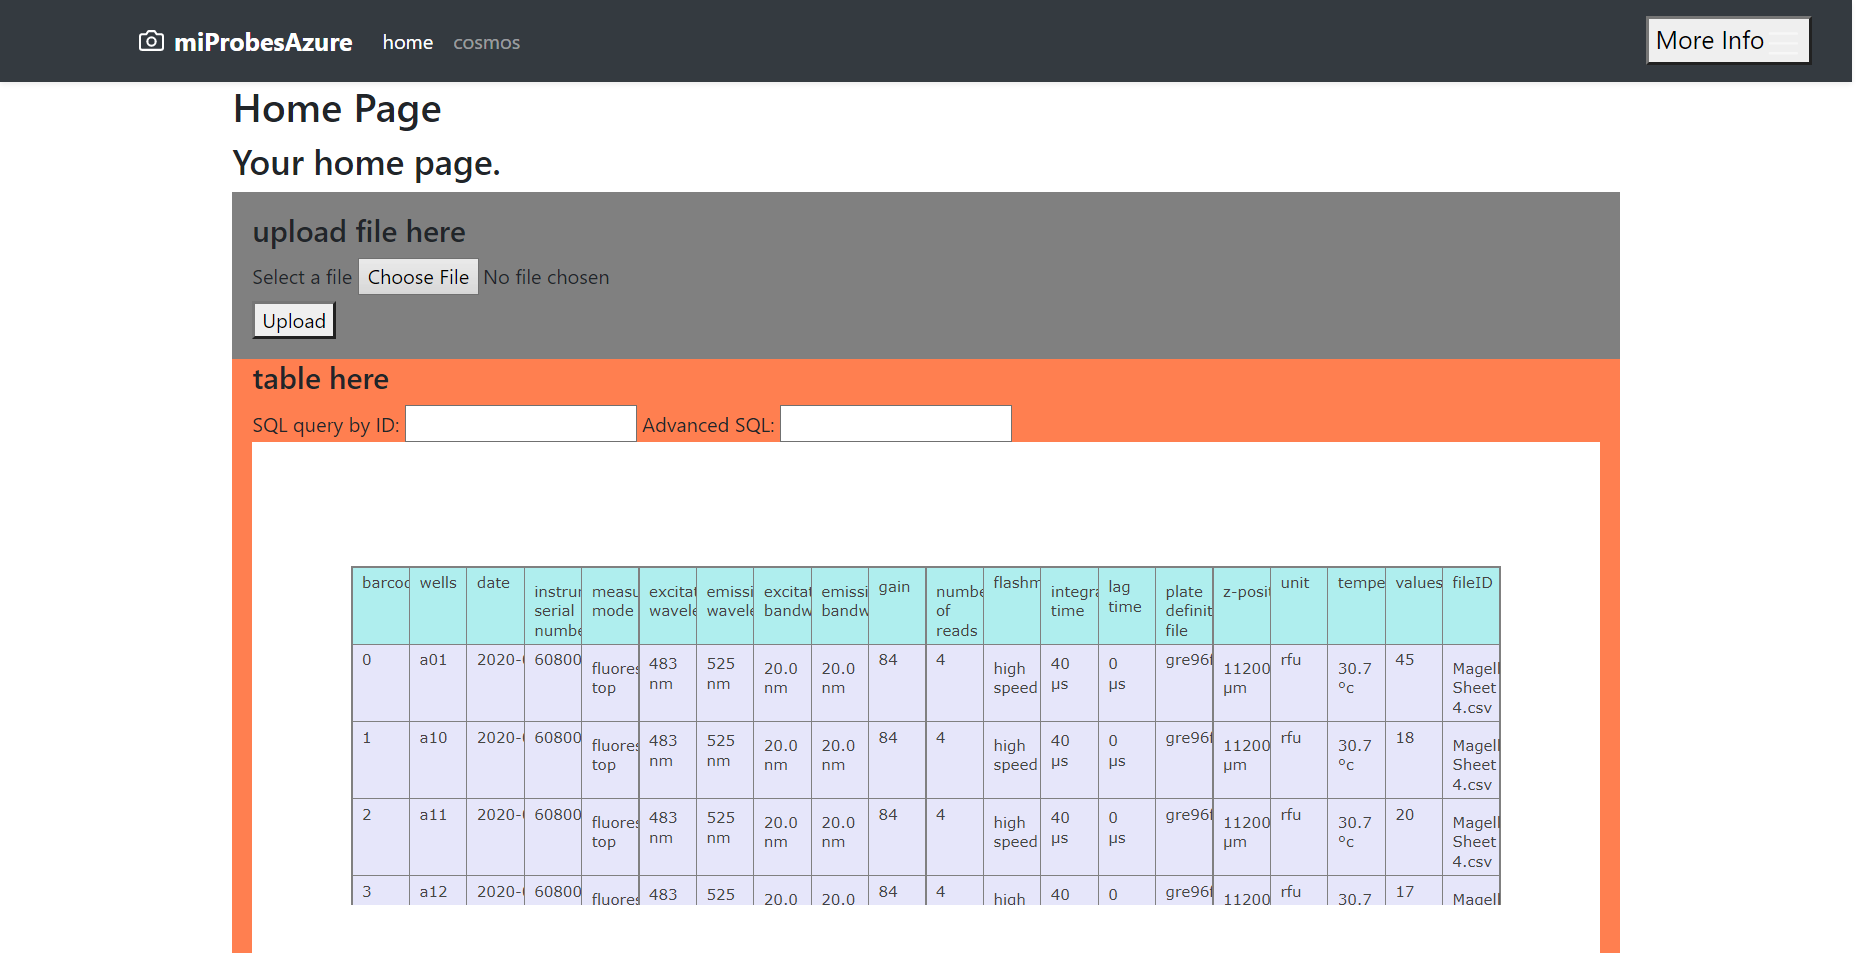 miProbesAzure home cosmos More Info
Home Page
Your home page.
upload file here
Select a file Choose File No file chosen
Upload
table here
SQL query by ID: Advanced SQL:
barcod wells date instrur serial numbe measu mode excitat wavele emissi wavele excitat bandw emissi bandw gain numbe of reads flashm integra time lag time plate definit file z-posit unit tempe values fileID
0 a01 2020-0 60800 fluores top 483 nm 525 nm 20.0 nm 20.0 nm 84 4 high speed 40 µs 0 µs gre96f 11200 µm rfu 30.7 °c 45 Magell Sheet 4.csv
1 a10 2020-0 60800 fluores top 483 nm 525 nm 20.0 nm 20.0 nm 84 4 high speed 40 µs 0 µs gre96f 11200 µm rfu 30.7 °c 18 Magell Sheet 4.csv
2 a11 2020-0 60800 fluores top 483 nm 525 nm 20.0 nm 20.0 nm 84 4 high speed 40 µs 0 µs gre96f 11200 µm rfu 30.7 °c 20 Magell Sheet 4.csv
3 a12 2020-0 60800 fluores 483 525 20.0 20.0 84 4 high 40 0 gre96f 11200 rfu 30.7 17 Magell